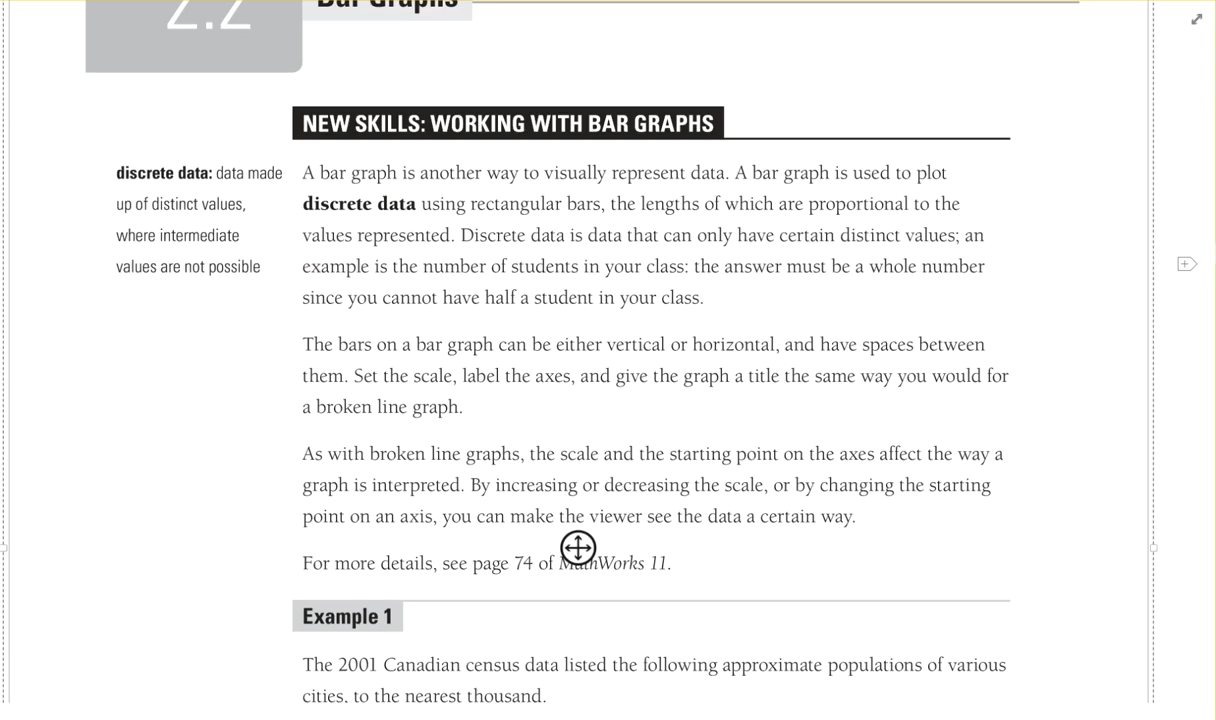 2.2
Bar Graphs
NEW SKILLS: WORKING WITH BAR GRAPHS
discrete data: data made
up of distinct values,
where intermediate
values are not possible
A bar graph is another way to visually represent data. A bar graph is used to plot
discrete data using rectangular bars, the lengths of which are proportional to the
values represented. Discrete data is data that can only have certain distinct values; an
example is the number of students in your class: the answer must be a whole number
since you cannot have half a student in your class.
The bars on a bar graph can be either vertical or horizontal, and have spaces between
them. Set the scale, label the axes, and give the graph a title the same way you would for
a broken line graph.
As with broken line graphs, the scale and the starting point on the axes affect the way a
graph is interpreted. By increasing or decreasing the scale, or by changing the starting
point on an axis, you can make the viewer see the data a certain way.
For more details, see page 74 of MathWorks 11.
Example 1
The 2001 Canadian census data listed the following approximate populations of various
cities, to the nearest thousand.